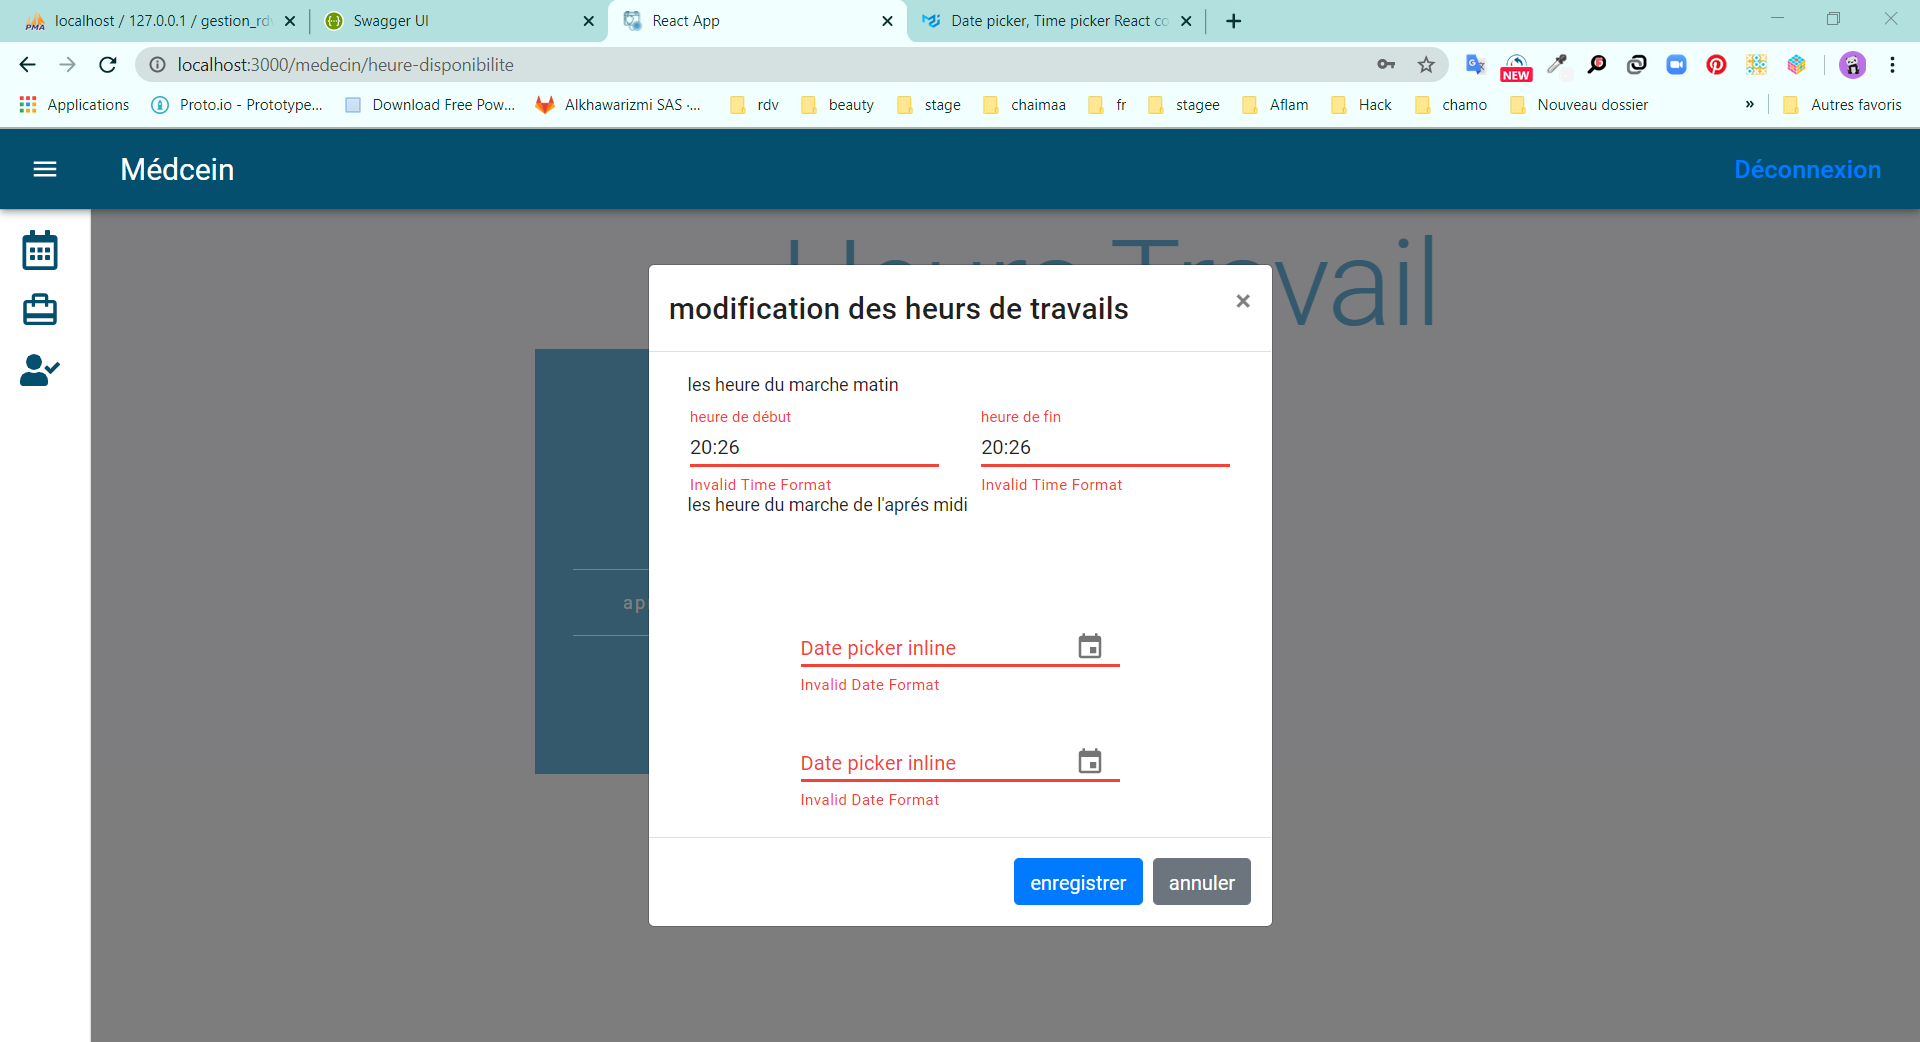 localhost / 127.0.0.1 / gestion_rdv
Swagger UI
React App
Date picker, Time picker React co
localhost:3000/medecin/heure-disponibilite
NEW
Applications
Proto.io - Prototype...
Download Free Pow...
Alkhawarizmi SAS ·...
rdv
beauty
stage
chaimaa
fr
stagee
Aflam
Hack
chamo
Nouveau dossier
»
Autres favoris
Médcein
Déconnexion
Heure Travail
modification des heurs de travails
×
les heure du marche matin
heure de début
heure de fin
20:26
20:26
Invalid Time Format
Invalid Time Format
les heure du marche de l'aprés midi
Date picker inline
Invalid Date Format
Date picker inline
Invalid Date Format
enregistrer
annuler